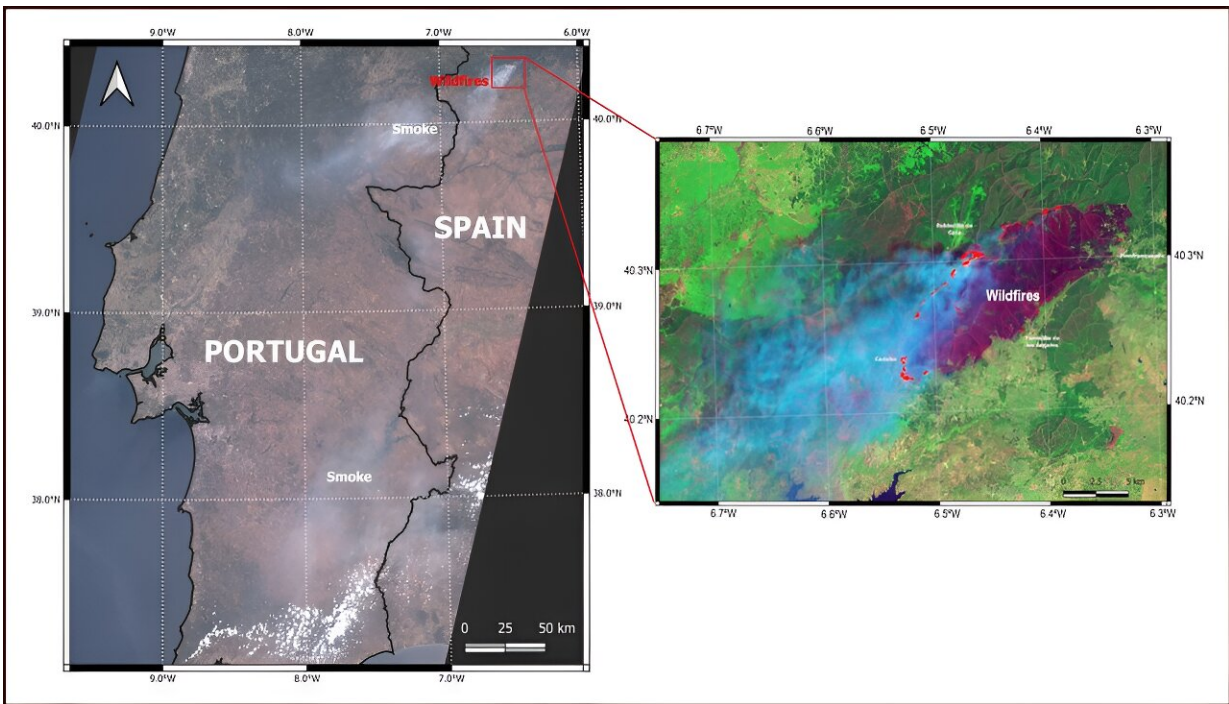 9.0°W 8.0°W 7.0°W 6.0°W
Wildfires
40.0°N
Smoke
40.0°N
SPAIN
39.0°N
39.0°N
PORTUGAL
Smoke
38.0°N
38.0°N
0 25 50 km
9.0°W 8.0°W 7.0°W
6.7°W 6.6°W 6.5°W 6.4°W 6.3°W
40.3°N
40.3°N
Wildfires
40.2°N
40.2°N
0 2.5 5 km
6.7°W 6.6°W 6.5°W 6.4°W 6.3°W